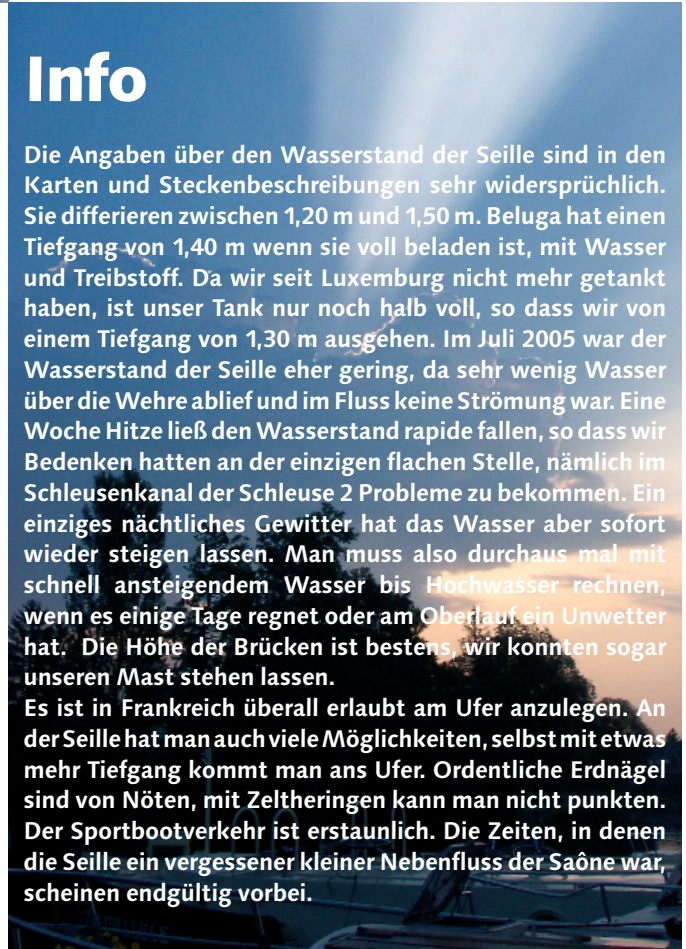 Info
Die Angaben über den Wasserstand der Seille sind in den
Karten und Steckenbeschreibungen sehr widersprüchlich.
Sie differieren zwischen 1,20 m und 1,50 m. Beluga hat einen
Tiefgang von 1,40 m wenn sie voll beladen ist, mit Wasser
und Treibstoff. Da wir seit Luxemburg nicht mehr getankt
haben, ist unser Tank nur noch halb voll, so dass wir von
einem Tiefgang von 1,30 m ausgehen. Im Juli 2005 war der
Wasserstand der Seille eher gering, da sehr wenig Wasser
über die Wehre ablief und im Fluss keine Strömung war. Eine
Woche Hitze ließ den Wasserstand rapide fallen, so dass wir
Bedenken hatten an der einzigen flachen Stelle, nämlich im
Schleusenkanal der Schleuse 2 Probleme zu bekommen. Ein
einziges nächtliches Gewitter hat das Wasser aber sofort
wieder steigen lassen. Man muss also durchaus mal mit
schnell ansteigendem Wasser bis Hochwasser rechnen,
wenn es einige Tage regnet oder am Oberlauf ein Unwetter
hat. Die Höhe der Brücken ist bestens, wir konnten sogar
unseren Mast stehen lassen.
Es ist in Frankreich überall erlaubt am Ufer anzulegen. An
der Seille hat man auch viele Möglichkeiten, selbst mit etwas
mehr Tiefgang kommt man ans Ufer. Ordentliche Erdnägel
sind von Nöten, mit Zeltheringen kann man nicht punkten.
Der Sportbootverkehr ist erstaunlich. Die Zeiten, in denen
die Seille ein vergessener kleiner Nebenfluss der Saône war,
scheinen endgültig vorbei.